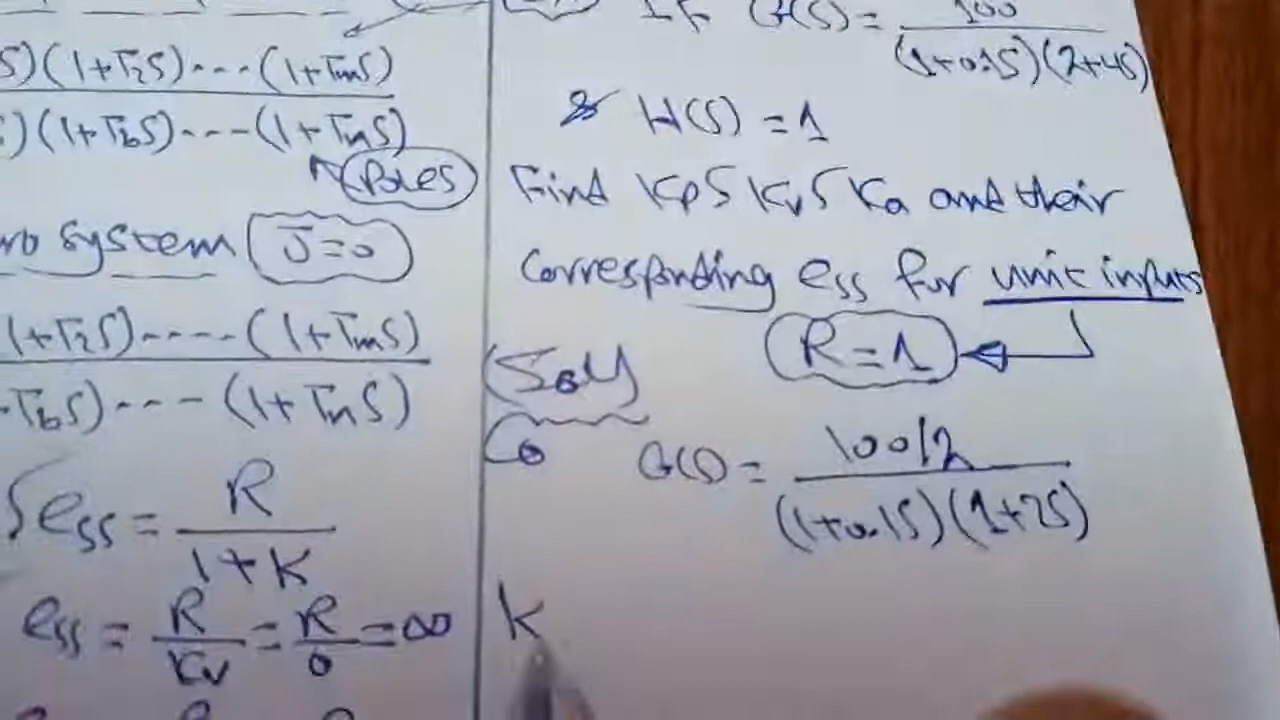 S)(1+T₂S)---(1+TmS)
)(1+TbS)---(1+TnS)
Poles
system J=0
1+T₂S)-----(1+TmS)
TbS)---(1+TnS)
ess = R / 1+K
ess = R / Kv = R / 0 = ∞
G(S) = 100 / (1+0.1S)(2+4S)
& H(S) = 1
Find Kp, Kv, Ka and their
corresponding ess for unit inputs
R=1
Sol
G(S) = 100/2 / (1+0.1S)(1+2S)
K